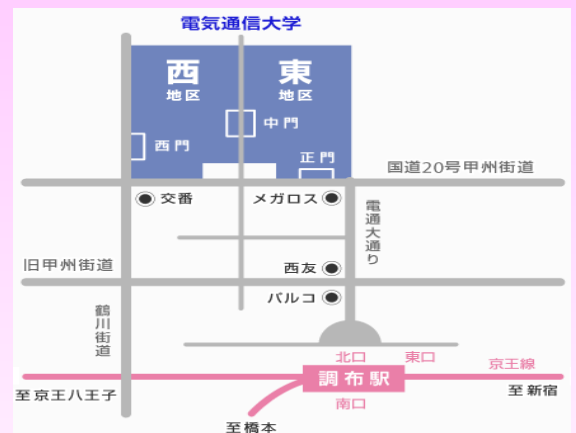 電気通信大学
西
地区
東
地区
中門
西門
正門
国道20号甲州街道
交番
メガロス
電通大通り
旧甲州街道
西友
パルコ
鶴川街道
北口
東口
京王線
調布駅
至京王八王子
至新宿
南口
至橋本